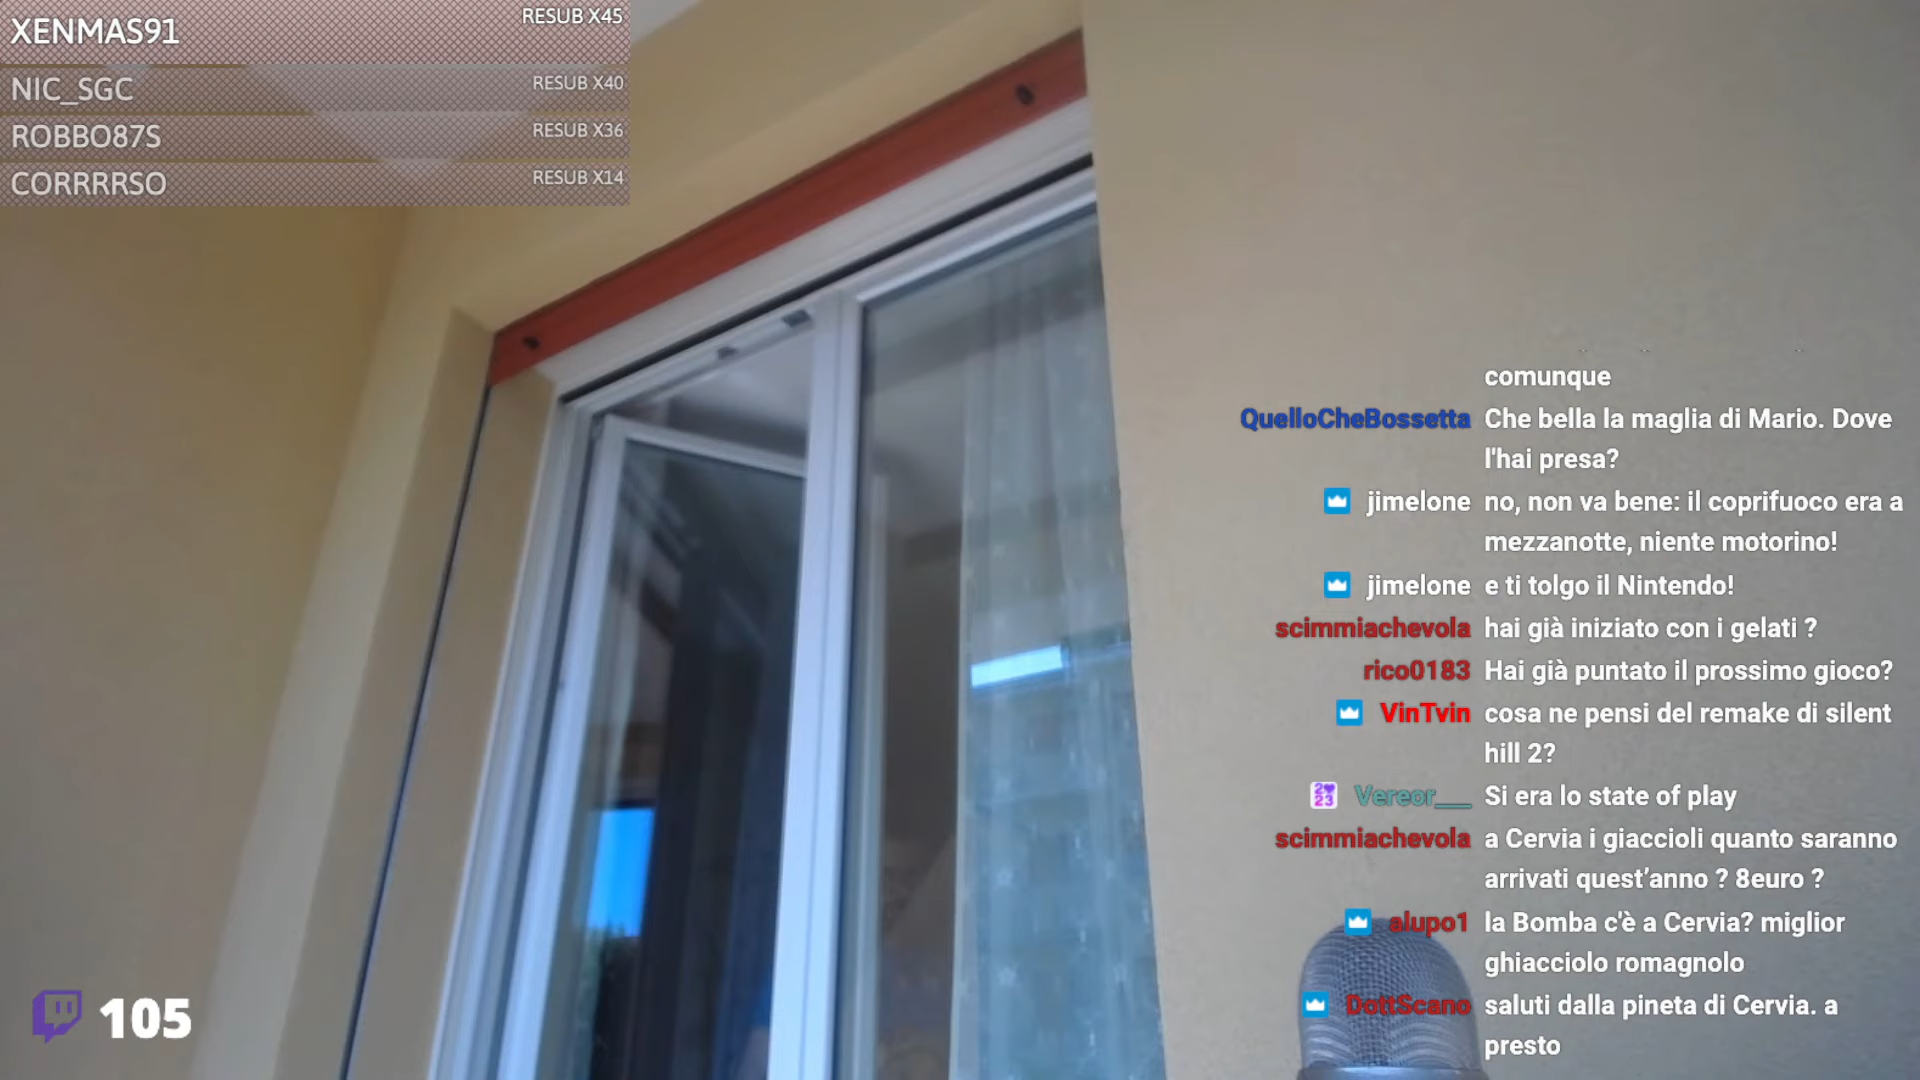 XENMAS91 RESUB X45
NIC_SGC RESUB X40
ROBBO87S RESUB X36
CORRRRSO RESUB X14
comunque
QuelloCheBossetta Che bella la maglia di Mario. Dove
l'hai presa?
jimelone no, non va bene: il coprifuoco era a
mezzanotte, niente motorino!
jimelone e ti tolgo il Nintendo!
scimmiachevola hai già iniziato con i gelati ?
rico0183 Hai già puntato il prossimo gioco?
VinTvin cosa ne pensi del remake di silent
hill 2?
2023 Vereor___ Si era lo state of play
scimmiachevola a Cervia i giaccioli quanto saranno
arrivati quest’anno ? 8euro ?
alupo1 la Bomba c'è a Cervia? miglior
ghiacciolo romagnolo
DottScano saluti dalla pineta di Cervia. a
presto
105